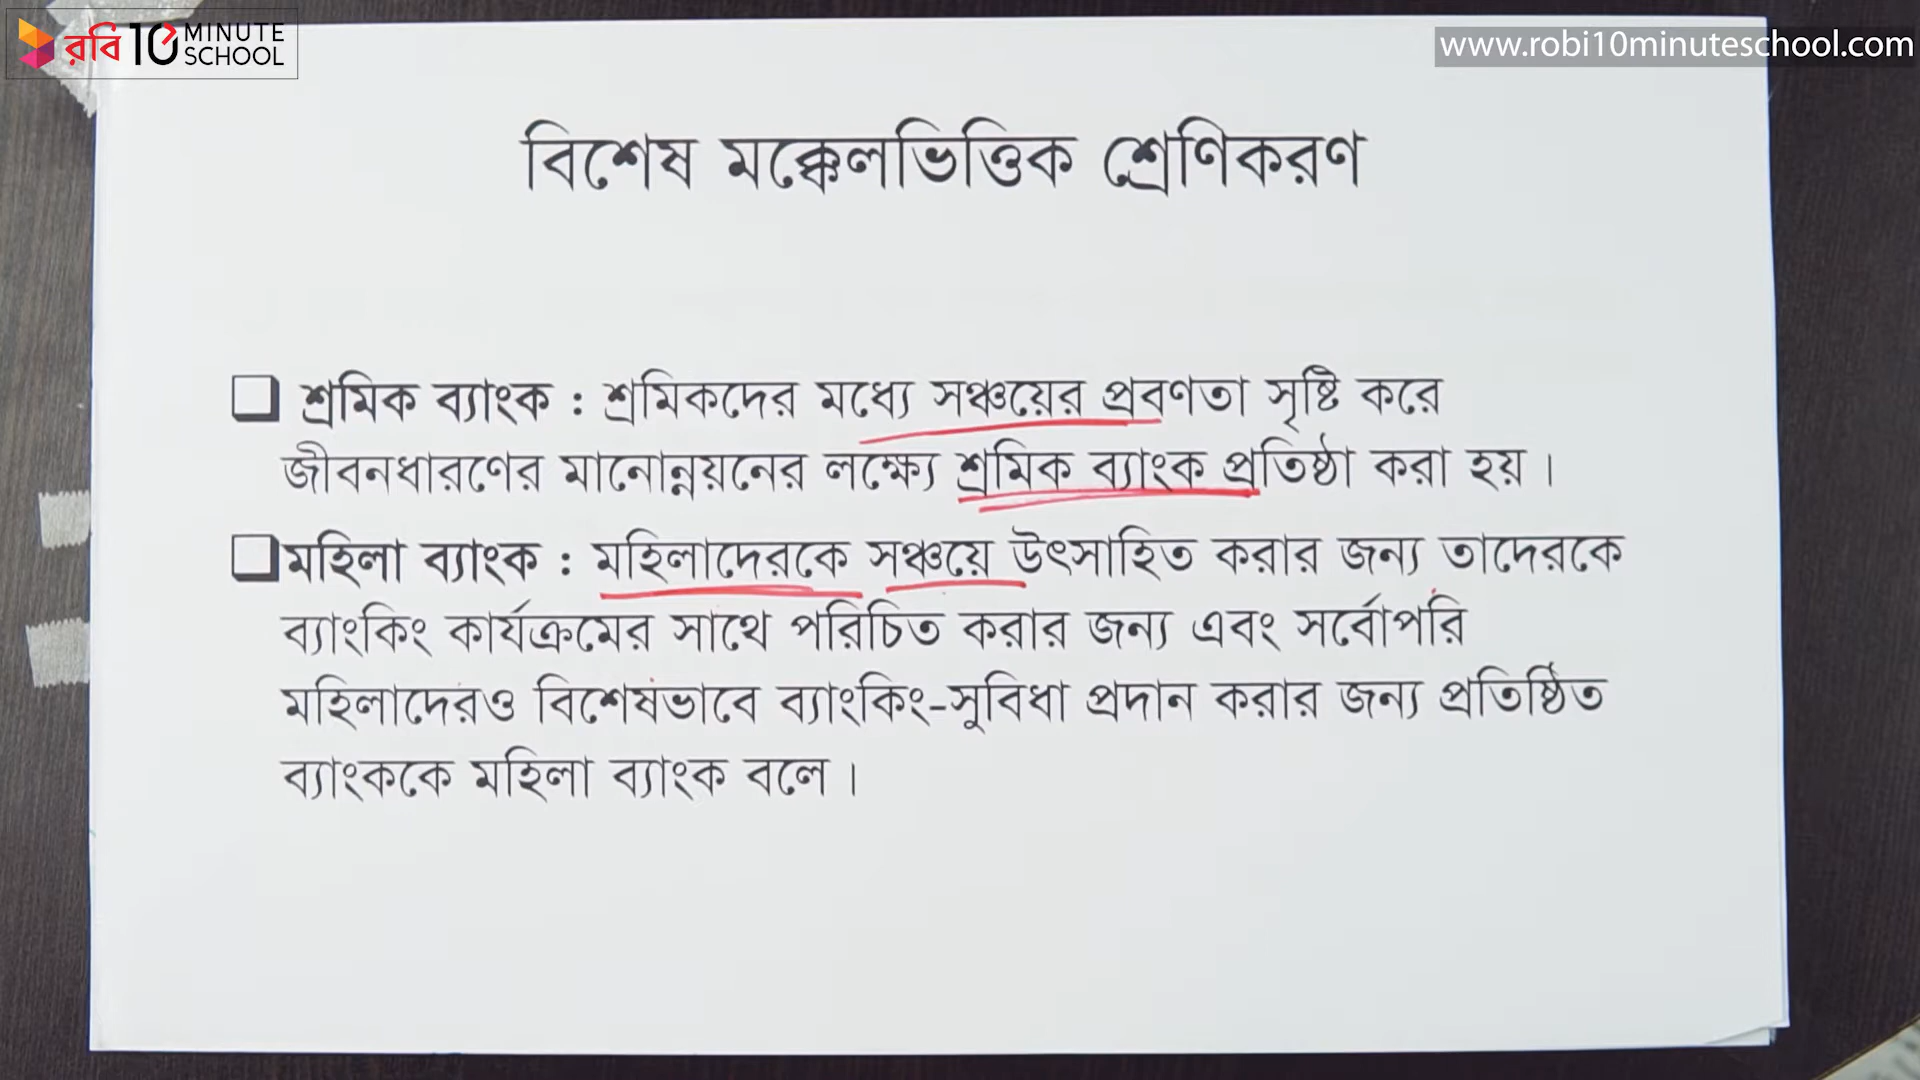 রবি 10 MINUTE SCHOOL
www.robi10minuteschool.com
বিশেষ মক্কেলভিত্তিক শ্রেণিকরণ
শ্রমিক ব্যাংক : শ্রমিকদের মধ্যে সঞ্চয়ের প্রবণতা সৃষ্টি করে
জীবনধারণের মানোন্নয়নের লক্ষ্যে শ্রমিক ব্যাংক প্রতিষ্ঠা করা হয়।
মহিলা ব্যাংক : মহিলাদেরকে সঞ্চয়ে উৎসাহিত করার জন্য তাদেরকে
ব্যাংকিং কার্যক্রমের সাথে পরিচিত করার জন্য এবং সর্বোপরি
মহিলাদেরও বিশেষভাবে ব্যাংকিং-সুবিধা প্রদান করার জন্য প্রতিষ্ঠিত
ব্যাংককে মহিলা ব্যাংক বলে।